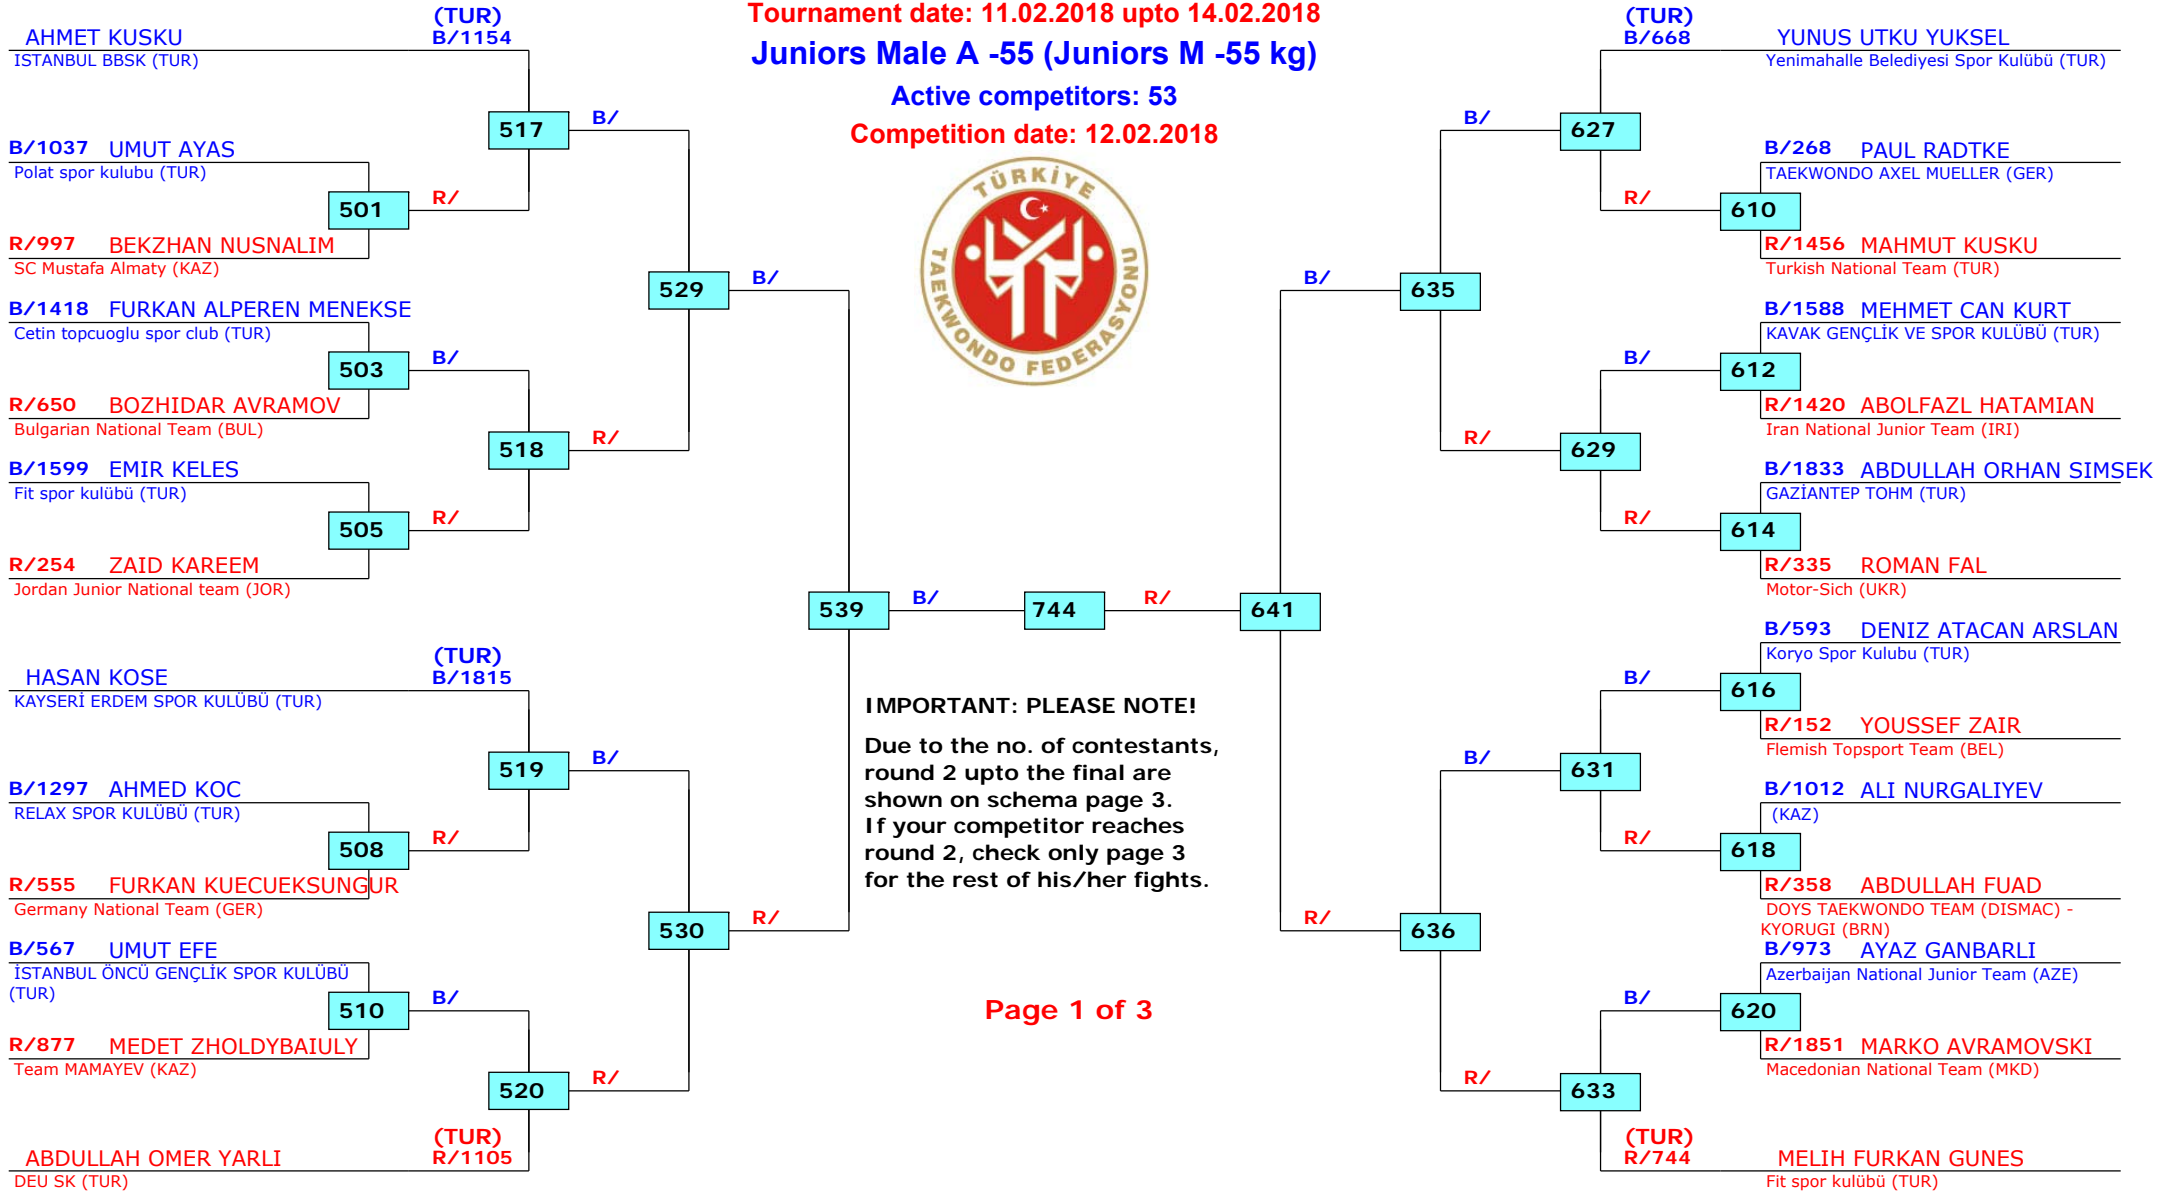 Tournament date: 11.02.2018 upto 14.02.2018
Juniors Male A -55 (Juniors M -55 kg)
Active competitors: 53
Competition date: 12.02.2018
TÜRKİYE
TAEKWONDO FEDERASYONU
(TUR)
AHMET KUSKU B/1154
ISTANBUL BBSK (TUR)
517
B/
B/1037 UMUT AYAS
Polat spor kulubu (TUR)
501
R/
R/997 BEKZHAN NUSNALIM
SC Mustafa Almaty (KAZ)
529
B/
B/1418 FURKAN ALPEREN MENEKSE
Cetin topcuoglu spor club (TUR)
503
B/
R/650 BOZHIDAR AVRAMOV
Bulgarian National Team (BUL)
518
R/
B/1599 EMIR KELES
Fit spor kulübü (TUR)
505
R/
R/254 ZAID KAREEM
Jordan Junior National team (JOR)
539
B/
744
R/
641
(TUR)
HASAN KOSE B/1815
KAYSERİ ERDEM SPOR KULÜBÜ (TUR)
519
B/
B/1297 AHMED KOC
RELAX SPOR KULÜBÜ (TUR)
508
R/
R/555 FURKAN KUECUEKSUNGUR
Germany National Team (GER)
530
R/
B/567 UMUT EFE
İSTANBUL ÖNCÜ GENÇLİK SPOR KULÜBÜ
(TUR)
510
B/
R/877 MEDET ZHOLDYBAIULY
Team MAMAYEV (KAZ)
520
R/
(TUR)
ABDULLAH OMER YARLI R/1105
DEU SK (TUR)
IMPORTANT: PLEASE NOTE!
Due to the no. of contestants,
round 2 upto the final are
shown on schema page 3.
If your competitor reaches
round 2, check only page 3
for the rest of his/her fights.
Page 1 of 3
(TUR)
B/668 YUNUS UTKU YUKSEL
Yenimahalle Belediyesi Spor Kulübü (TUR)
B/
627
B/268 PAUL RADTKE
TAEKWONDO AXEL MUELLER (GER)
R/
610
R/1456 MAHMUT KUSKU
Turkish National Team (TUR)
B/
635
B/1588 MEHMET CAN KURT
KAVAK GENÇLİK VE SPOR KULÜBÜ (TUR)
B/
612
R/1420 ABOLFAZL HATAMIAN
Iran National Junior Team (IRI)
R/
629
B/1833 ABDULLAH ORHAN SIMSEK
GAZİANTEP TOHM (TUR)
R/
614
R/335 ROMAN FAL
Motor-Sich (UKR)
B/593 DENIZ ATACAN ARSLAN
Koryo Spor Kulubu (TUR)
B/
616
R/152 YOUSSEF ZAIR
Flemish Topsport Team (BEL)
B/
631
B/1012 ALI NURGALIYEV
(KAZ)
R/
618
R/358 ABDULLAH FUAD
DOYS TAEKWONDO TEAM (DISMAC) -
KYORUGI (BRN)
R/
636
B/973 AYAZ GANBARLI
Azerbaijan National Junior Team (AZE)
B/
620
R/1851 MARKO AVRAMOVSKI
Macedonian National Team (MKD)
R/
633
(TUR)
R/744 MELIH FURKAN GUNES
Fit spor kulübü (TUR)